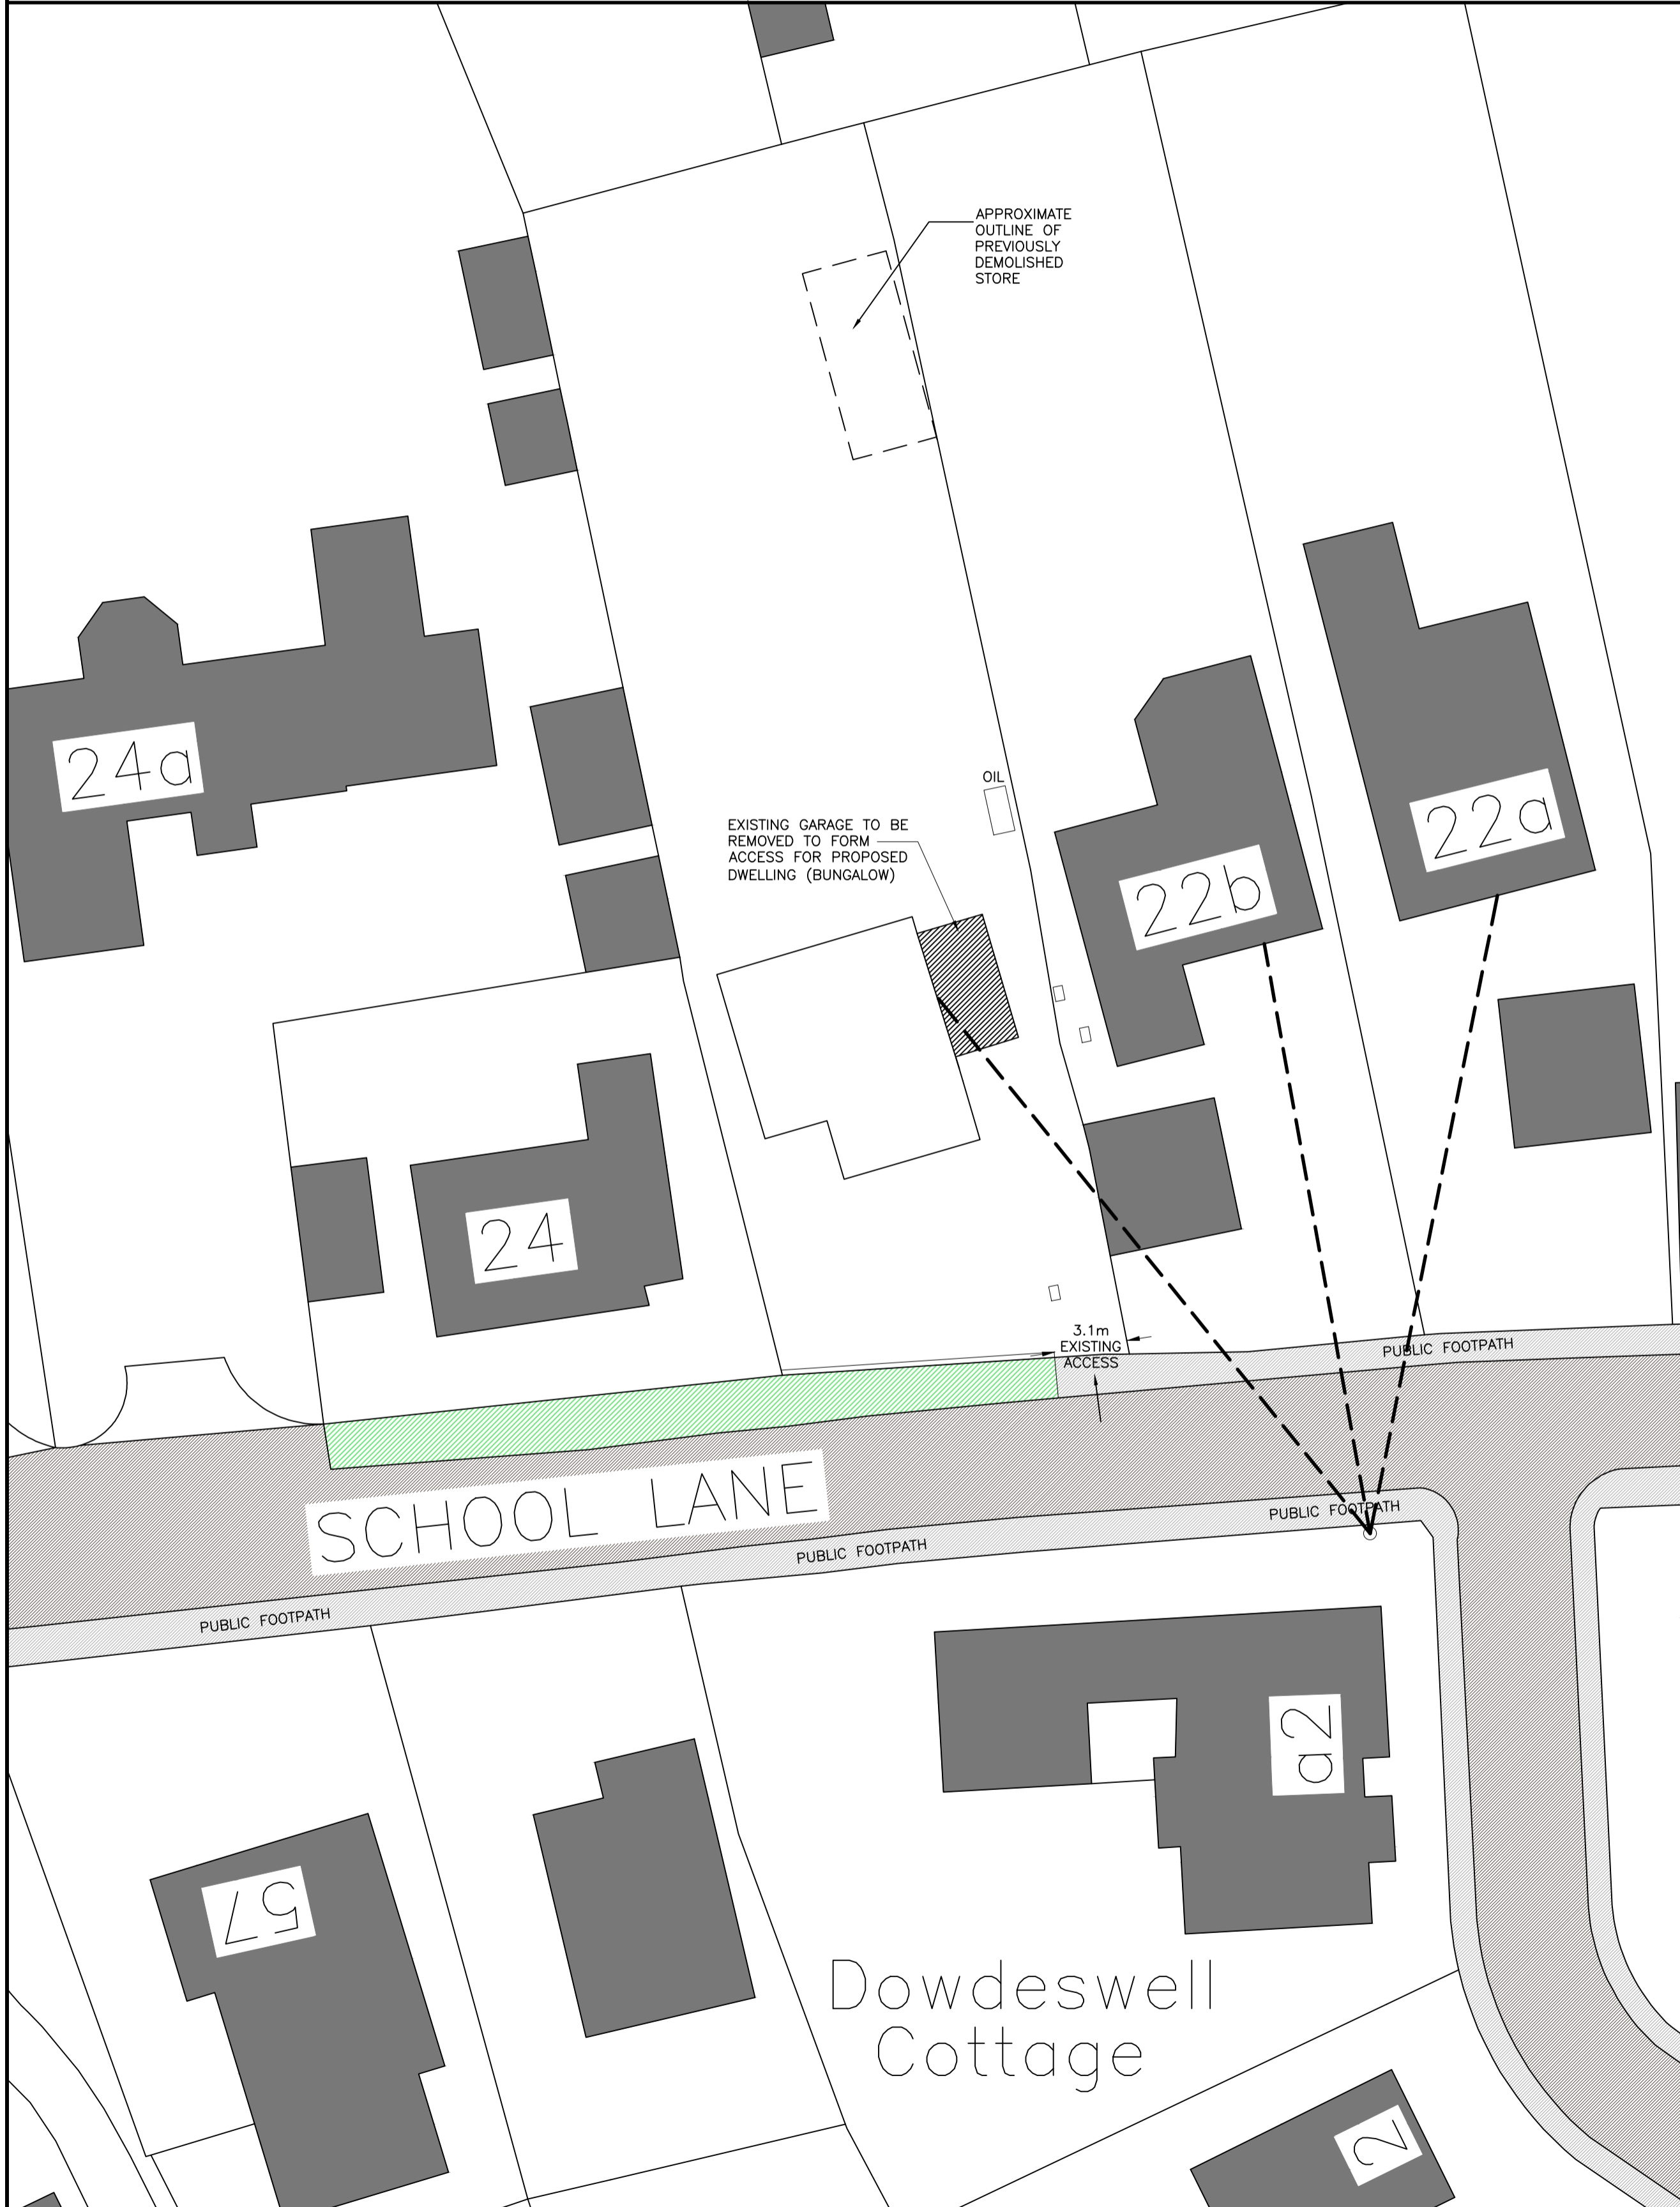 APPROXIMATE
OUTLINE OF
PREVIOUSLY
DEMOLISHED
STORE
24a
OIL
EXISTING GARAGE TO BE
REMOVED TO FORM
ACCESS FOR PROPOSED
DWELLING (BUNGALOW)
22b
22a
24
3.1m
EXISTING
ACCESS
PUBLIC FOOTPATH
SCHOOL LANE
PUBLIC FOOTPATH
PUBLIC FOOTPATH
PUBLIC FOOTPATH
a2
57
Dowdeswell
Cottage
2